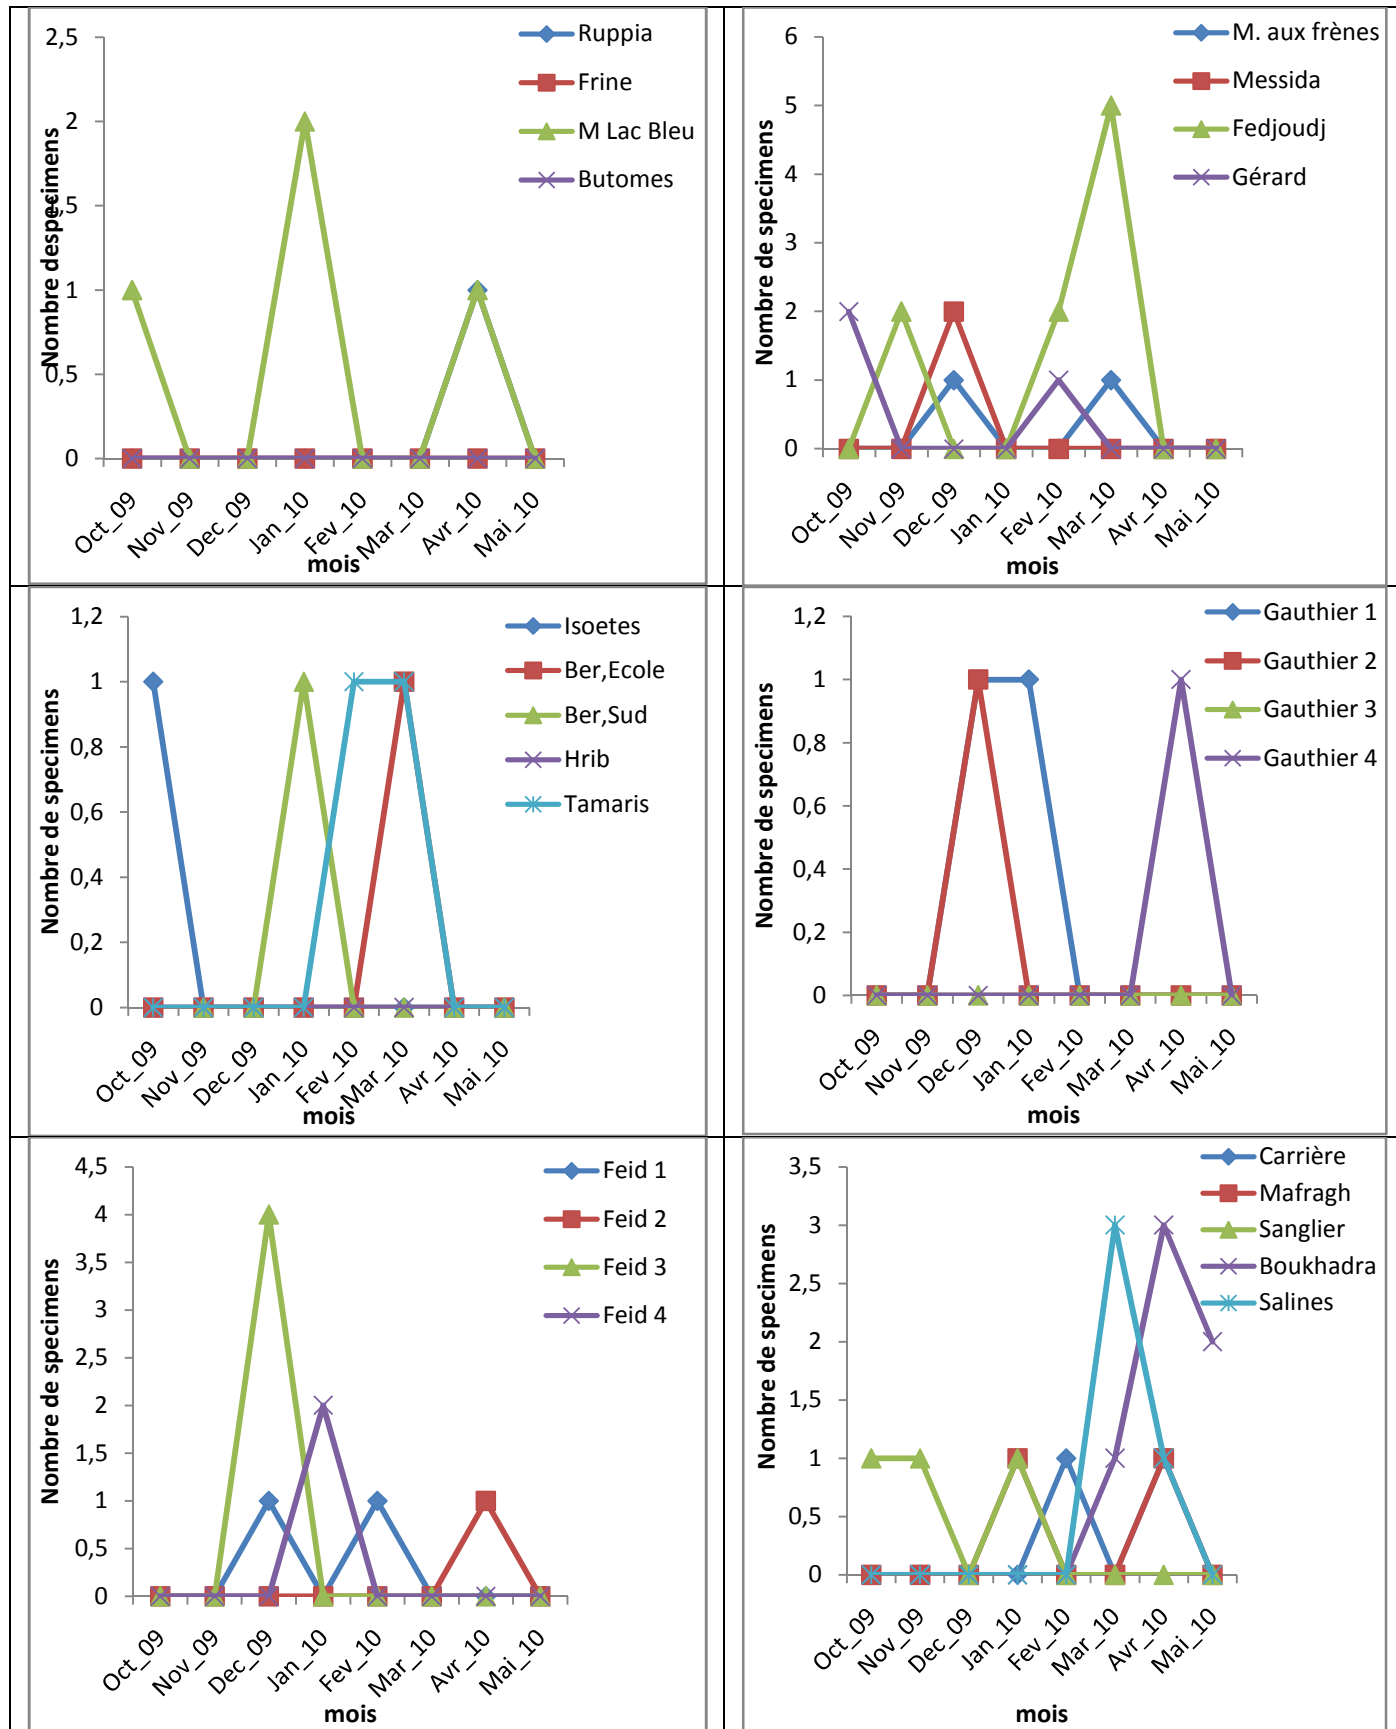 2,5
2
1,5
1
0,5
0
Nombre despecimens
Oct_09
Nov_09
Dec_09
Jan_10
Fev_10
Mar_10
Avr_10
Mai_10
mois
Ruppia
Frine
M Lac Bleu
Butomes
6
5
4
3
2
1
0
Nombre de specimens
Oct_09
Nov_09
Dec_09
Jan_10
Fev_10
Mar_10
Avr_10
Mai_10
mois
M. aux frènes
Messida
Fedjoudj
Gérard
1,2
1
0,8
0,6
0,4
0,2
0
Nombre de specimens
Oct_09
Nov_09
Dec_09
Jan_10
Fev_10
Mar_10
Avr_10
Mai_10
mois
Isoetes
Ber,Ecole
Ber,Sud
Hrib
Tamaris
1,2
1
0,8
0,6
0,4
0,2
0
Nombre de specimens
Oct_09
Nov_09
Dec_09
Jan_10
Fev_10
Mar_10
Avr_10
Mai_10
mois
Gauthier 1
Gauthier 2
Gauthier 3
Gauthier 4
4,5
4
3,5
3
2,5
2
1,5
1
0,5
0
Nombre de specimens
Oct_09
Nov_09
Dec_09
Jan_10
Fev_10
Mar_10
Avr_10
Mai_10
mois
Feid 1
Feid 2
Feid 3
Feid 4
3,5
3
2,5
2
1,5
1
0,5
0
Nombre de specimens
Oct_09
Nov_09
Dec_09
Jan_10
Fev_10
Mar_10
Avr_10
Mai_10
mois
Carrière
Mafragh
Sanglier
Boukhadra
Salines